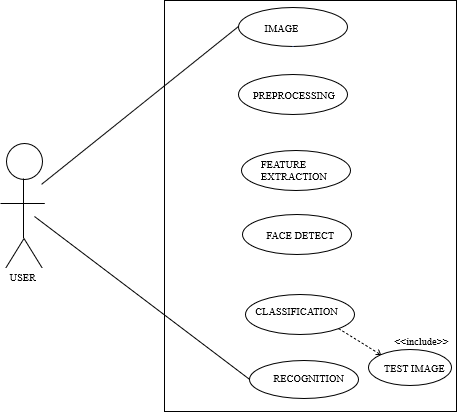 IMAGE
PREPROCESSING
FEATURE
EXTRACTION
FACE DETECT
USER
CLASSIFICATION
<<include>>
TEST IMAGE
RECOGNITION